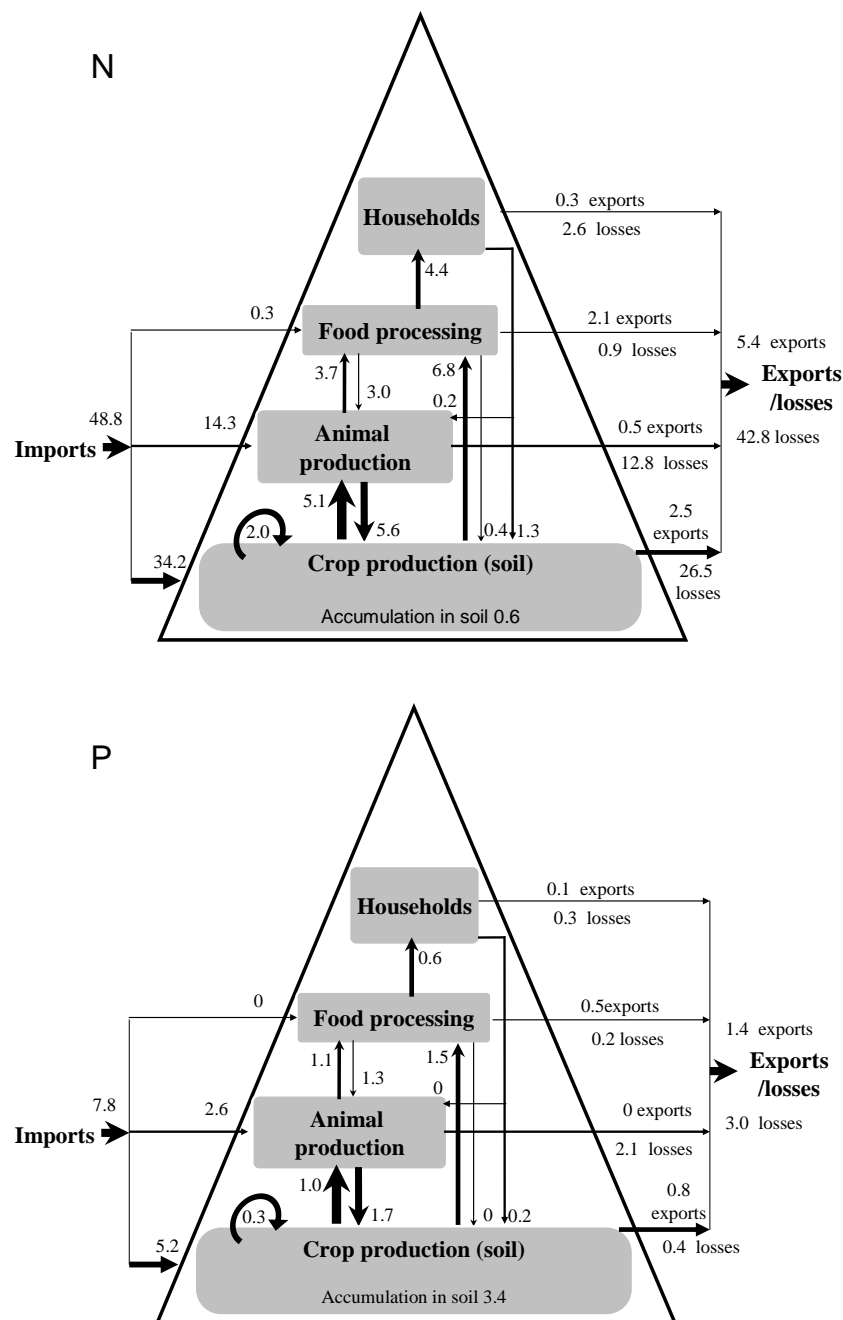 N
0.3 exports
Households
2.6 losses
4.4
0.3
2.1 exports
Food processing
0.9 losses
5.4 exports
3.7
6.8
Exports
/losses
3.0
0.2
48.8
14.3
0.5 exports
42.8 losses
Imports
Animal
production
12.8 losses
5.1
2.5
exports
2.0
5.6
0.4
1.3
34.2
Crop production (soil)
26.5
losses
Accumulation in soil 0.6
P
0.1 exports
Households
0.3 losses
0.6
0
0.5exports
Food processing
0.2 losses
1.4 exports
1.1
1.5
Exports
/losses
1.3
0
7.8
2.6
0 exports
3.0 losses
Imports
Animal
production
2.1 losses
1.0
0.8
exports
0.3
1.7
0
0.2
5.2
Crop production (soil)
0.4 losses
Accumulation in soil 3.4